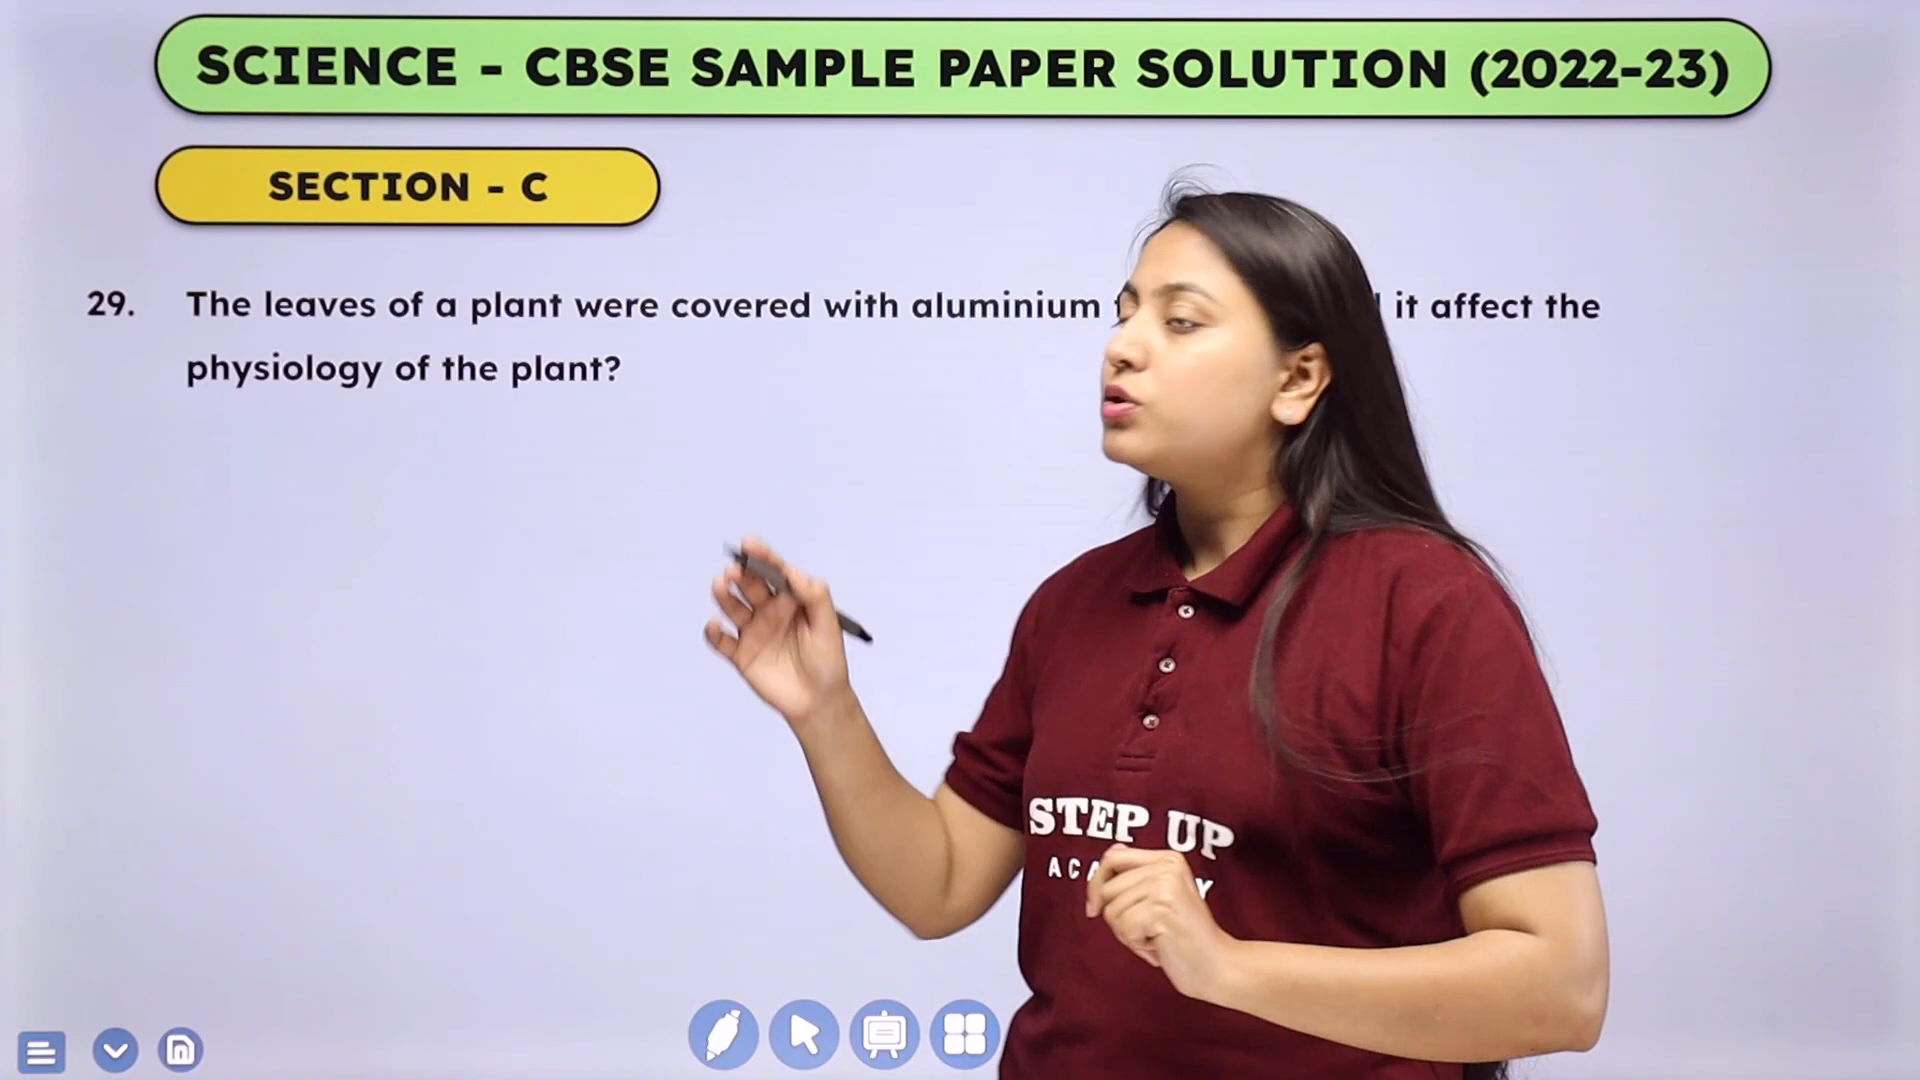 SCIENCE - CBSE SAMPLE PAPER SOLUTION (2022-23)
SECTION - C
29. The leaves of a plant were covered with aluminium it affect the
physiology of the plant?
STEP UP